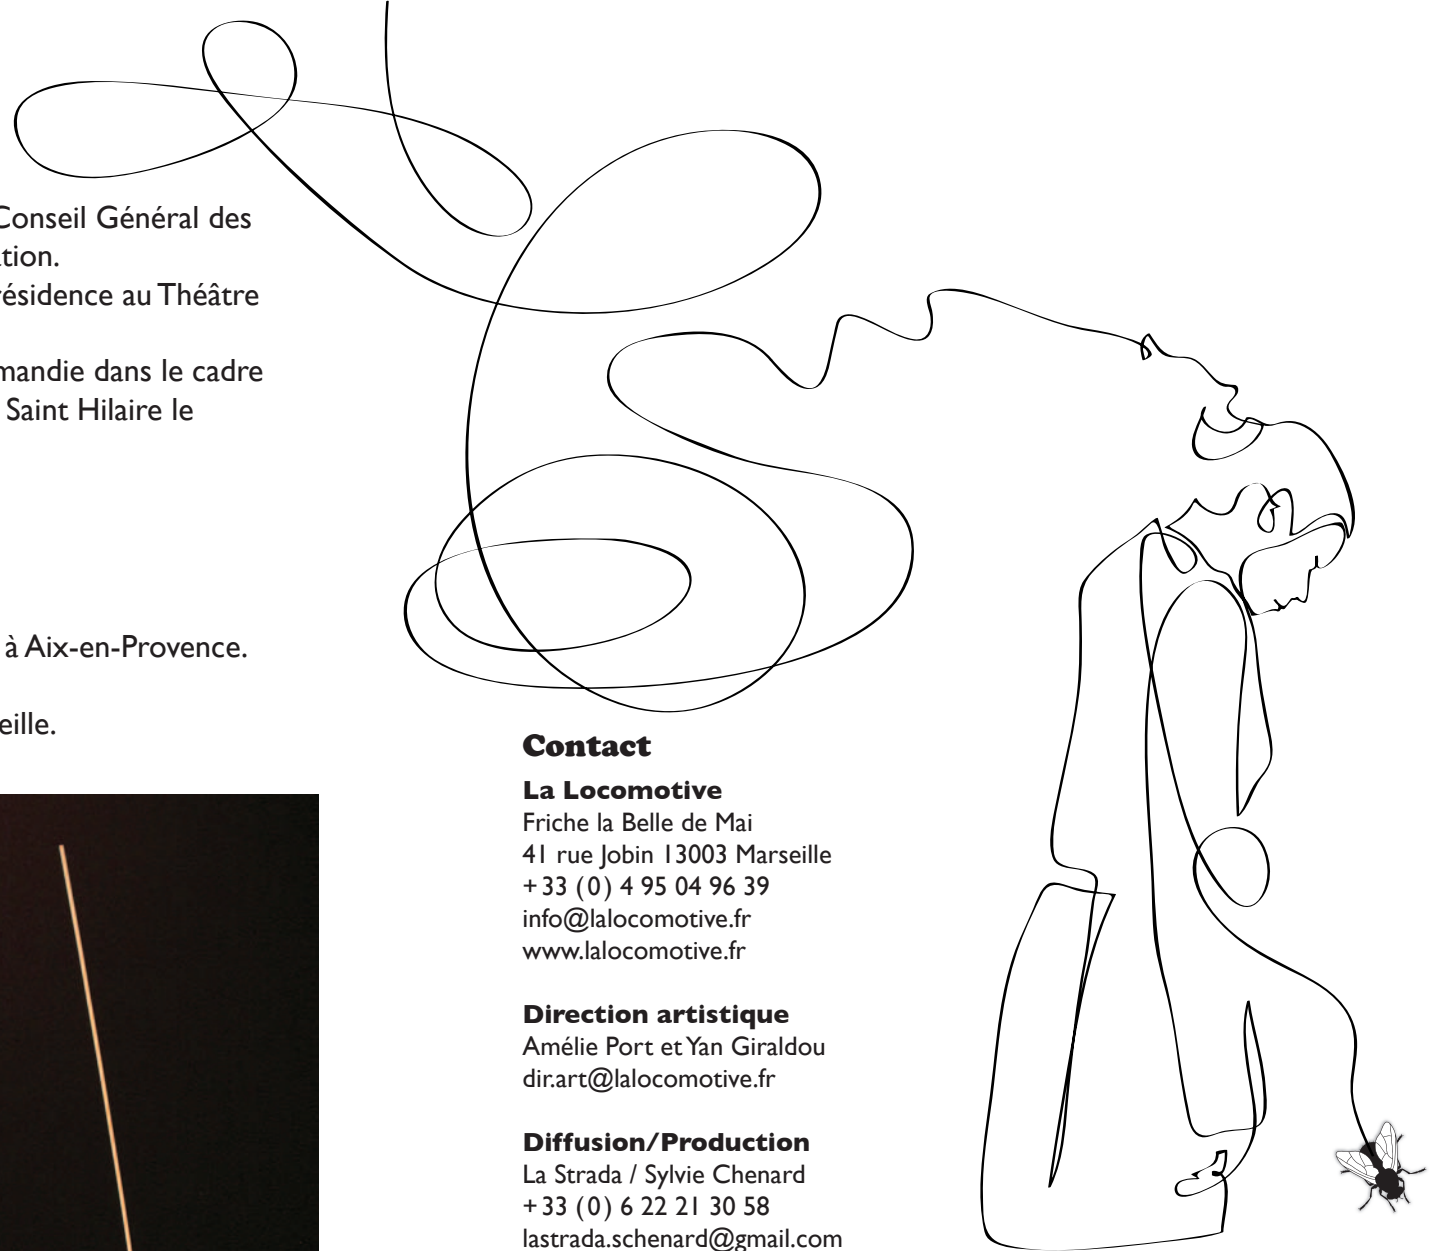 Conseil Général des
tion.
résidence au Théâtre
mandie dans le cadre
Saint Hilaire le
à Aix-en-Provence.
eille.
Contact
La Locomotive
Friche la Belle de Mai
41 rue Jobin 13003 Marseille
+ 33 (0) 4 95 04 96 39
info@lalocomotive.fr
www.lalocomotive.fr
Direction artistique
Amélie Port et Yan Giraldou
dir.art@lalocomotive.fr
Diffusion/Production
La Strada / Sylvie Chenard
+ 33 (0) 6 22 21 30 58
lastrada.schenard@gmail.com